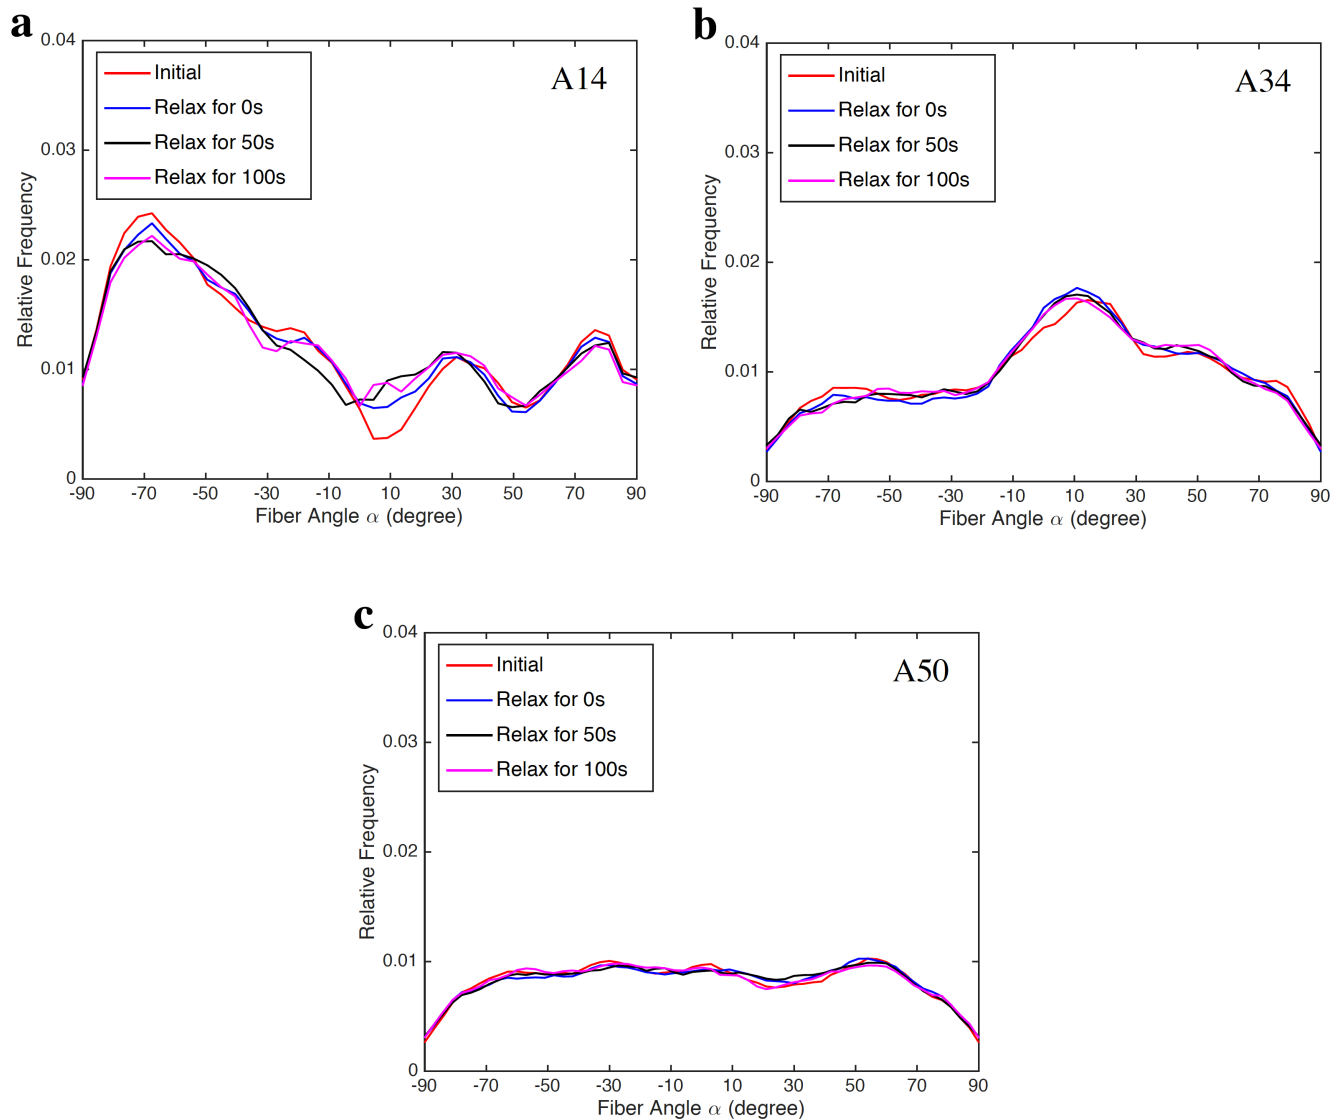 a
0.04
0.03
0.02
0.01
0
Relative Frequency
Initial
Relax for 0s
Relax for 50s
Relax for 100s
A14
-90 -70 -50 -30 -10 10 30 50 70 90
Fiber Angle α (degree)
b
0.04
0.03
0.02
0.01
0
Relative Frequency
Initial
Relax for 0s
Relax for 50s
Relax for 100s
A34
-90 -70 -50 -30 -10 10 30 50 70 90
Fiber Angle α (degree)
c
0.04
0.03
0.02
0.01
0
Relative Frequency
Initial
Relax for 0s
Relax for 50s
Relax for 100s
A50
-90 -70 -50 -30 -10 10 30 50 70 90
Fiber Angle α (degree)